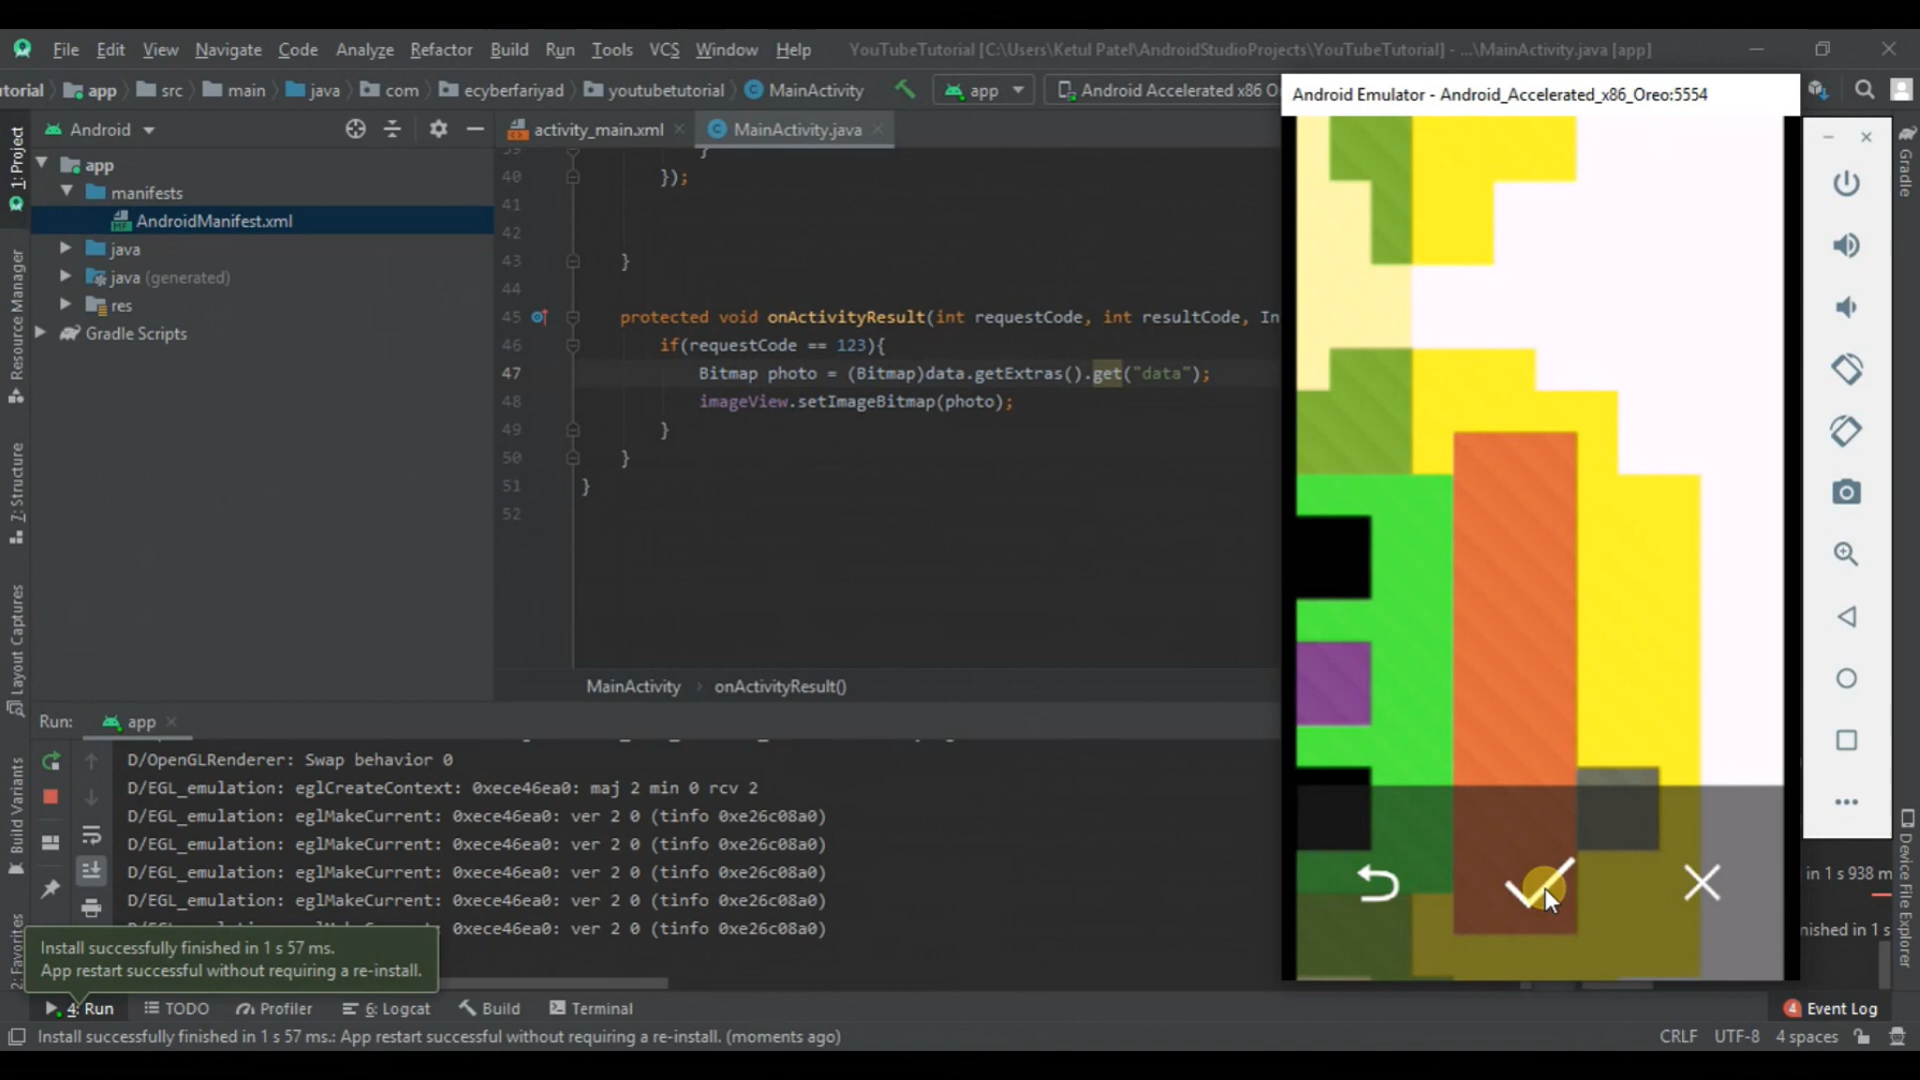 File Edit View Navigate Code Analyze Refactor Build Run Tools VCS Window Help YouTubeTutorial [C:\Users\Ketul Patel\AndroidStudioProjects\YouTubeTutorial] - ...\MainActivity.java [app]
torial app src main java com ecyberfariyad youtubetutorial MainActivity app Android Accelerated x86 O
Android Emulator - Android_Accelerated_x86_Oreo:5554
Android
activity_main.xml MainActivity.java
app
manifests
AndroidManifest.xml
java
java (generated)
res
Gradle Scripts
39 }
40 });
41
42
43 }
44
45 protected void onActivityResult(int requestCode, int resultCode, In
46 if(requestCode == 123){
47 Bitmap photo = (Bitmap)data.getExtras().get("data");
48 imageView.setImageBitmap(photo);
49 }
50 }
51 }
52
MainActivity › onActivityResult()
Run: app
D/OpenGLRenderer: Swap behavior 0
D/EGL_emulation: eglCreateContext: 0xece46ea0: maj 2 min 0 rcv 2
D/EGL_emulation: eglMakeCurrent: 0xece46ea0: ver 2 0 (tinfo 0xe26c08a0)
D/EGL_emulation: eglMakeCurrent: 0xece46ea0: ver 2 0 (tinfo 0xe26c08a0)
D/EGL_emulation: eglMakeCurrent: 0xece46ea0: ver 2 0 (tinfo 0xe26c08a0)
D/EGL_emulation: eglMakeCurrent: 0xece46ea0: ver 2 0 (tinfo 0xe26c08a0)
: eglMakeCurrent: 0xece46ea0: ver 2 0 (tinfo 0xe26c08a0)
Install successfully finished in 1 s 57 ms.
App restart successful without requiring a re-install.
in 1 s 938 m
nished in 1 s
1: Project
Resource Manager
7: Structure
Layout Captures
Build Variants
2: Favorites
Gradle
Device File Explorer
4: Run TODO Profiler 6: Logcat Build Terminal 4 Event Log
Install successfully finished in 1 s 57 ms.: App restart successful without requiring a re-install. (moments ago) CRLF UTF-8 4 spaces